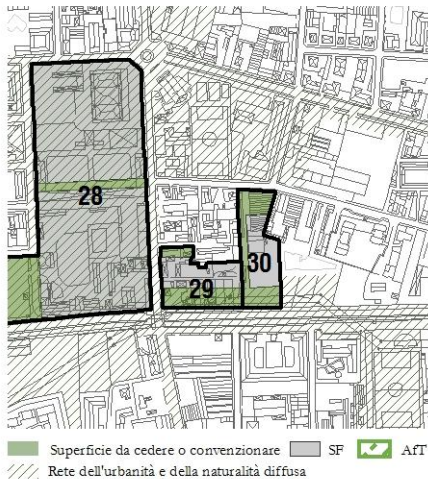 28
30
29
Superficie da cedere o convenzionare SF AfT
Rete dell'urbanità e della naturalità diffusa